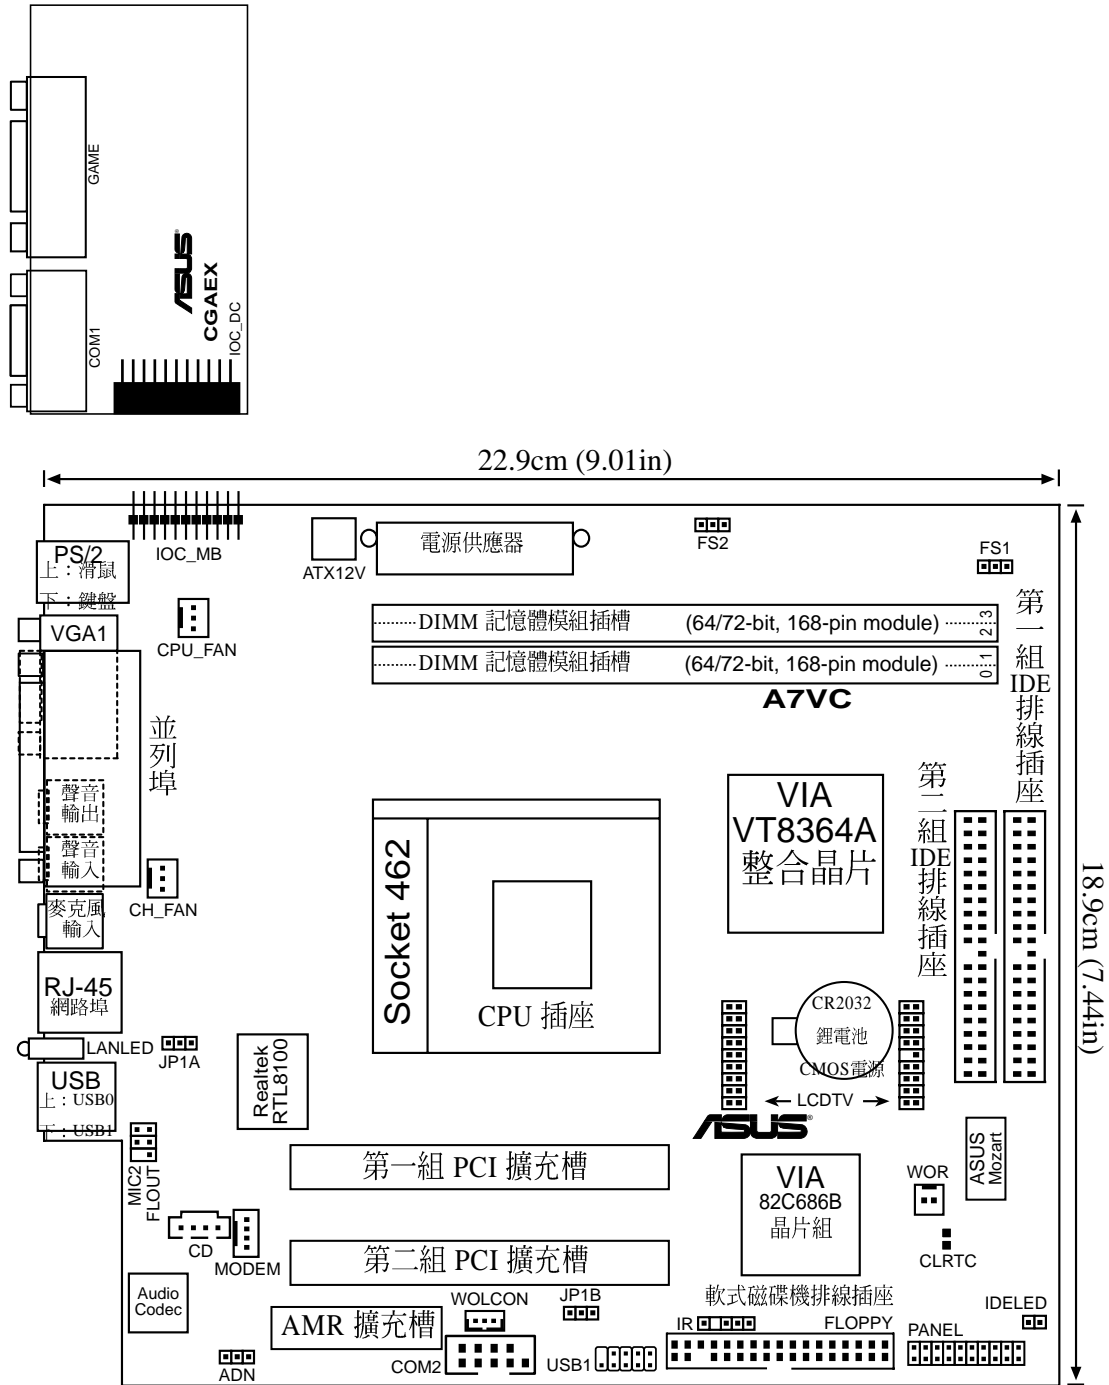 GAME
COM1
ASUS
CGAEX
IOC_DC
22.9cm (9.01in)
18.9cm (7.44in)
PS/2
上：滑鼠
下：鍵盤
IOC_MB
ATX12V
電源供應器
FS2
FS1
VGA1
CPU_FAN
DIMM 記憶體模組插槽 (64/72-bit, 168-pin module) 2 3
DIMM 記憶體模組插槽 (64/72-bit, 168-pin module) 0 1
A7VC
第一組IDE排線插座
第二組IDE排線插座
並列埠
聲音
輸出
聲音
輸入
麥克風
輸入
CH_FAN
Socket 462
CPU 插座
VIA
VT8364A
整合晶片
RJ-45
網路埠
LANLED
JP1A
USB
上：USB0
下：USB1
Realtek
RTL8100
CR2032
鋰電池
CMOS電源
LCDTV
ASUS
MIC2
FLOUT
第一組 PCI 擴充槽
VIA
82C686B
晶片組
WOR
ASUS
Mozart
CD
MODEM
第二組 PCI 擴充槽
CLRTC
Audio
Codec
AMR 擴充槽
WOLCON
JP1B
軟式磁碟機排線插座
IR
FLOPPY
PANEL
IDELED
ADN
COM2
USB1